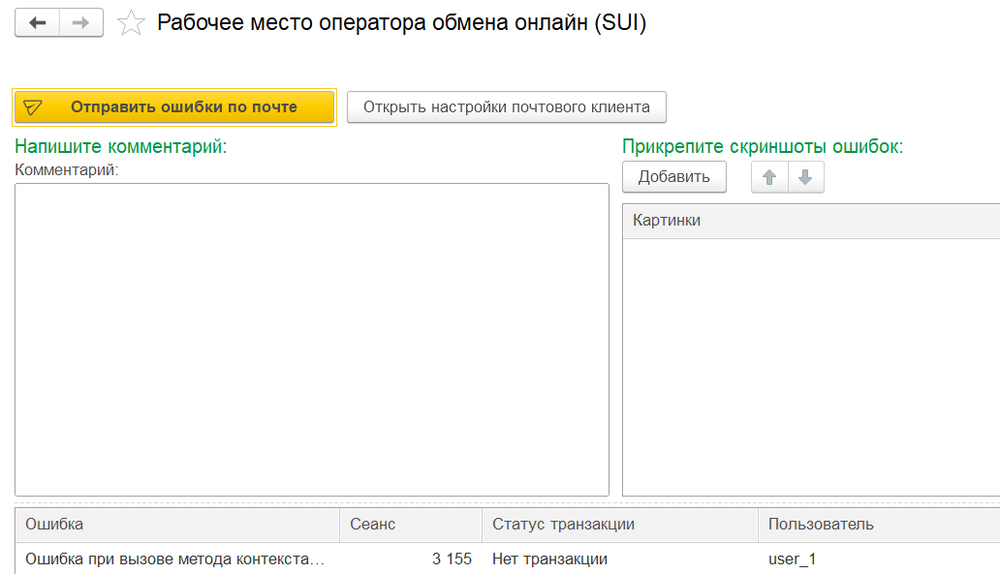 Рабочее место оператора обмена онлайн (SUI)
Отправить ошибки по почте
Открыть настройки почтового клиента
Напишите комментарий:
Прикрепите скриншоты ошибок:
Комментарий:
Добавить
Картинки
Ошибка Сеанс Статус транзакции Пользователь
Ошибка при вызове метода контекста… 3 155 Нет транзакции user_1